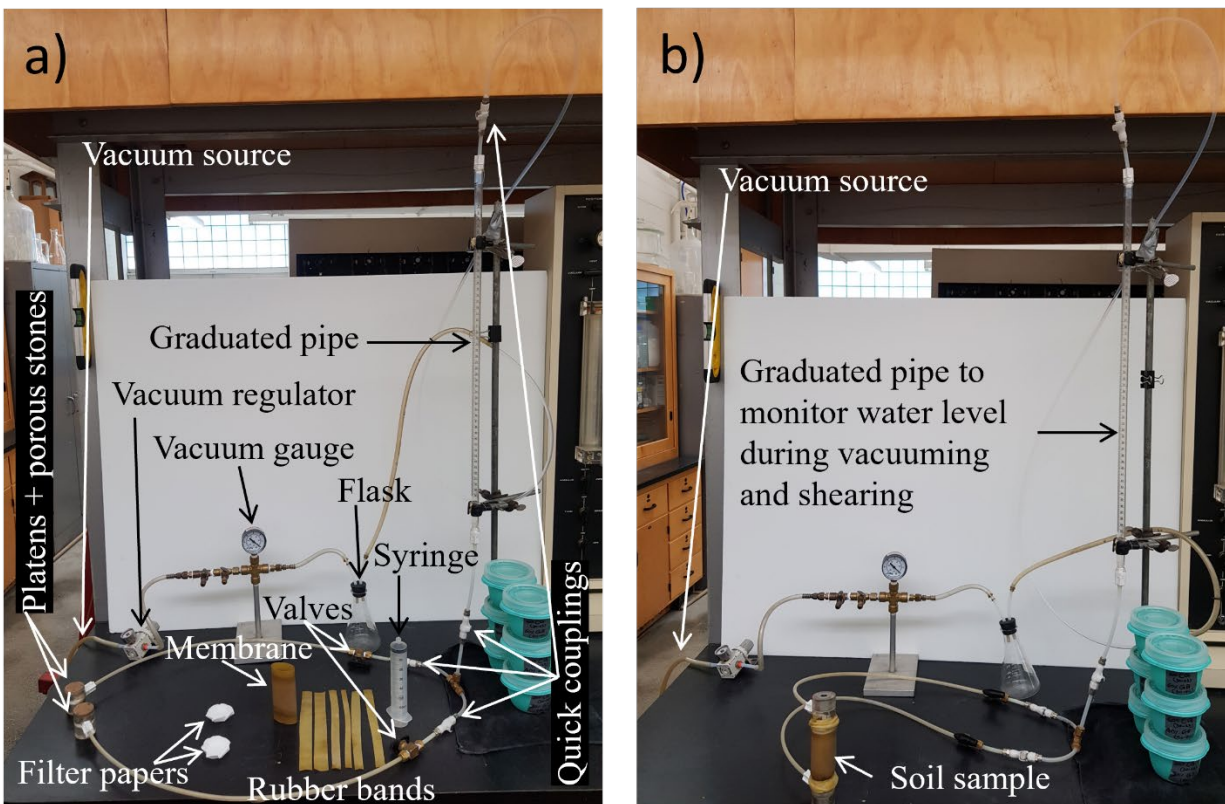 a)
Vacuum source
Platens + porous stones
Graduated pipe
Vacuum regulator
Vacuum gauge
Flask
Syringe
Valves
Membrane
Quick couplings
Filter papers
Rubber bands
b)
Vacuum source
Graduated pipe to
monitor water level
during vacuuming
and shearing
Soil sample